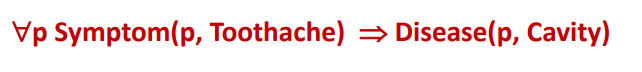 ∀p Symptom(p, Toothache) ⇒ Disease(p, Cavity)